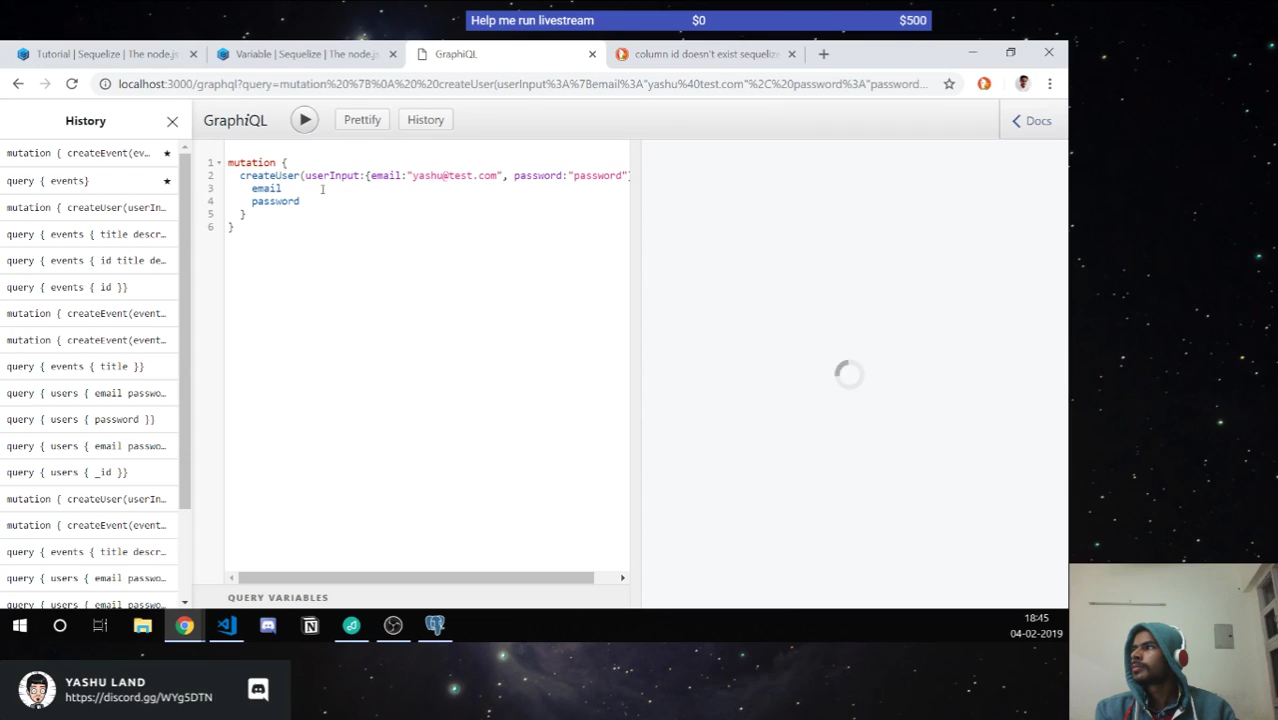 Help me run livestream $0 $500
Tutorial | Sequelize | The node.js
Variable | Sequelize | The node.js
GraphiQL
column id doesn't exist sequelize
localhost:3000/graphql?query=mutation%20%7B%0A%20%20createUser(userInput%3A%7Bemail%3A"yashu%40test.com"%2C%20password%3A"password...
History
GraphiQL
Prettify
History
Docs
mutation { createEvent(ev… ★
query { events} ★
mutation { createUser(userIn…
query { events { title descr…
query { events { id title de…
query { events { id }}
mutation { createEvent(event…
mutation { createEvent(event…
query { events { title }}
query { users { email passwo…
query { users { password }}
query { users { email passwo…
query { users { _id }}
mutation { createUser(userIn…
mutation { createEvent(event…
query { events { title descr…
query { users { email passwo…
query { users { email passwo…
1 mutation {
2 createUser(userInput:{email:"yashu@test.com", password:"password"}
3 email
4 password
5 }
6 }
QUERY VARIABLES
18:45
04-02-2019
YASHU LAND
https://discord.gg/WYg5DTN